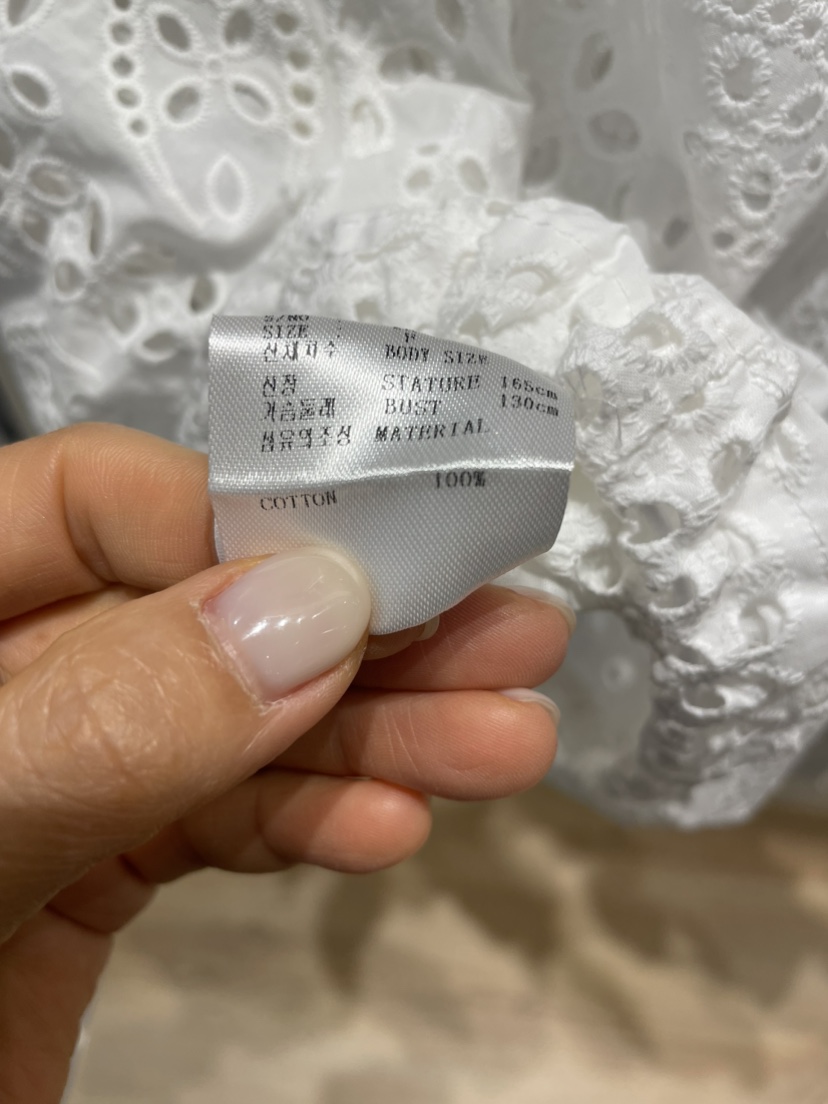 S/NO
SIZE : F
신체치수 BODY SIZE
신장 STATURE 165cm
가슴둘레 BUST 130cm
섬유의조성 MATERIAL
100%
COTTON